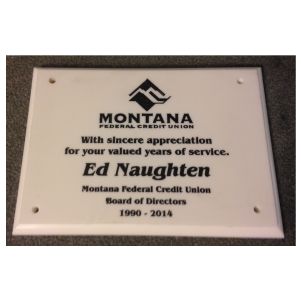 MONTANA
FEDERAL CREDIT UNION
With sincere appreciation
for your valued years of service.
Ed Naughten
Montana Federal Credit Union
Board of Directors
1990 - 2014